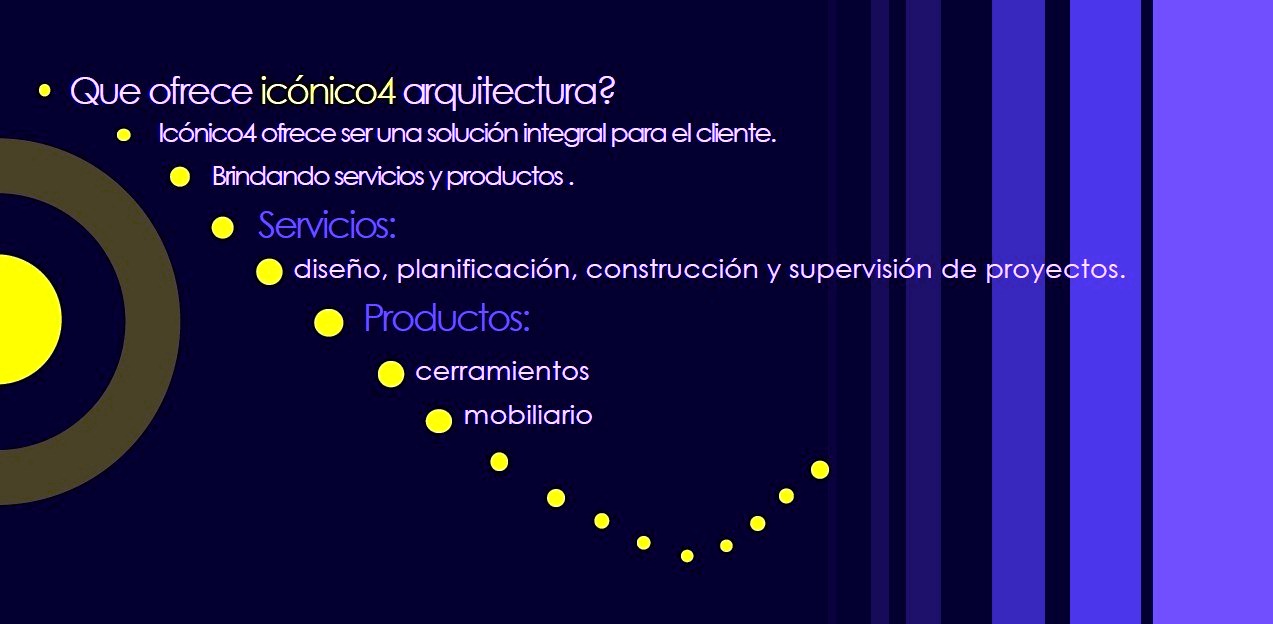 Que ofrece icónico4 arquitectura?
Icónico4 ofrece ser una solución integral para el cliente.
Brindando servicios y productos .
Servicios:
diseño, planificación, construcción y supervisión de proyectos.
Productos:
cerramientos
mobiliario